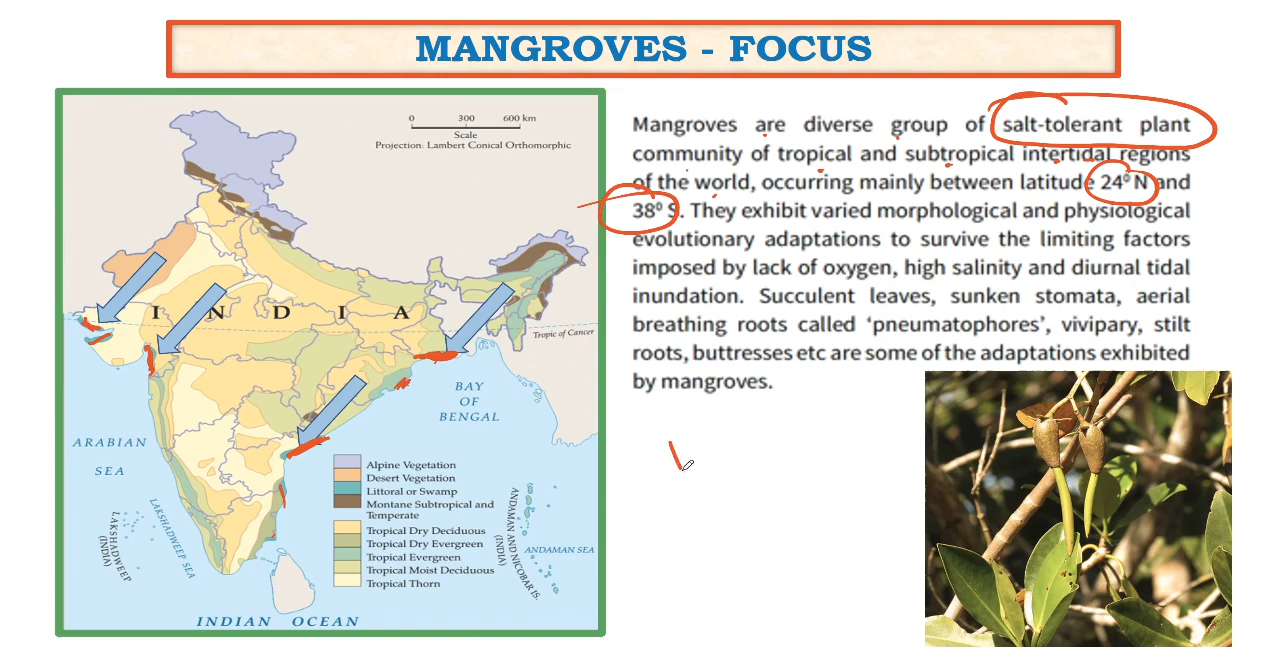 MANGROVES - FOCUS
0 300 600 km
Scale
Projection: Lambert Conical Orthomorphic
I N D I A
Tropic of Cancer
BAY
OF
BENGAL
ARABIAN
SEA
LAKSHADWEEP
(INDIA)
LAKSHADWEEP SEA
Alpine Vegetation
Desert Vegetation
Littoral or Swamp
Montane Subtropical and
Temperate
Tropical Dry Deciduous
Tropical Dry Evergreen
Tropical Evergreen
Tropical Moist Deciduous
Tropical Thorn
ANDAMAN AND NICOBAR IS.
(INDIA)
ANDAMAN SEA
INDIAN OCEAN
Mangroves are diverse group of salt-tolerant plant
community of tropical and subtropical intertidal regions
of the world, occurring mainly between latitude 24° N and
38° S. They exhibit varied morphological and physiological
evolutionary adaptations to survive the limiting factors
imposed by lack of oxygen, high salinity and diurnal tidal
inundation. Succulent leaves, sunken stomata, aerial
breathing roots called ‘pneumatophores’, vivipary, stilt
roots, buttresses etc are some of the adaptations exhibited
by mangroves.